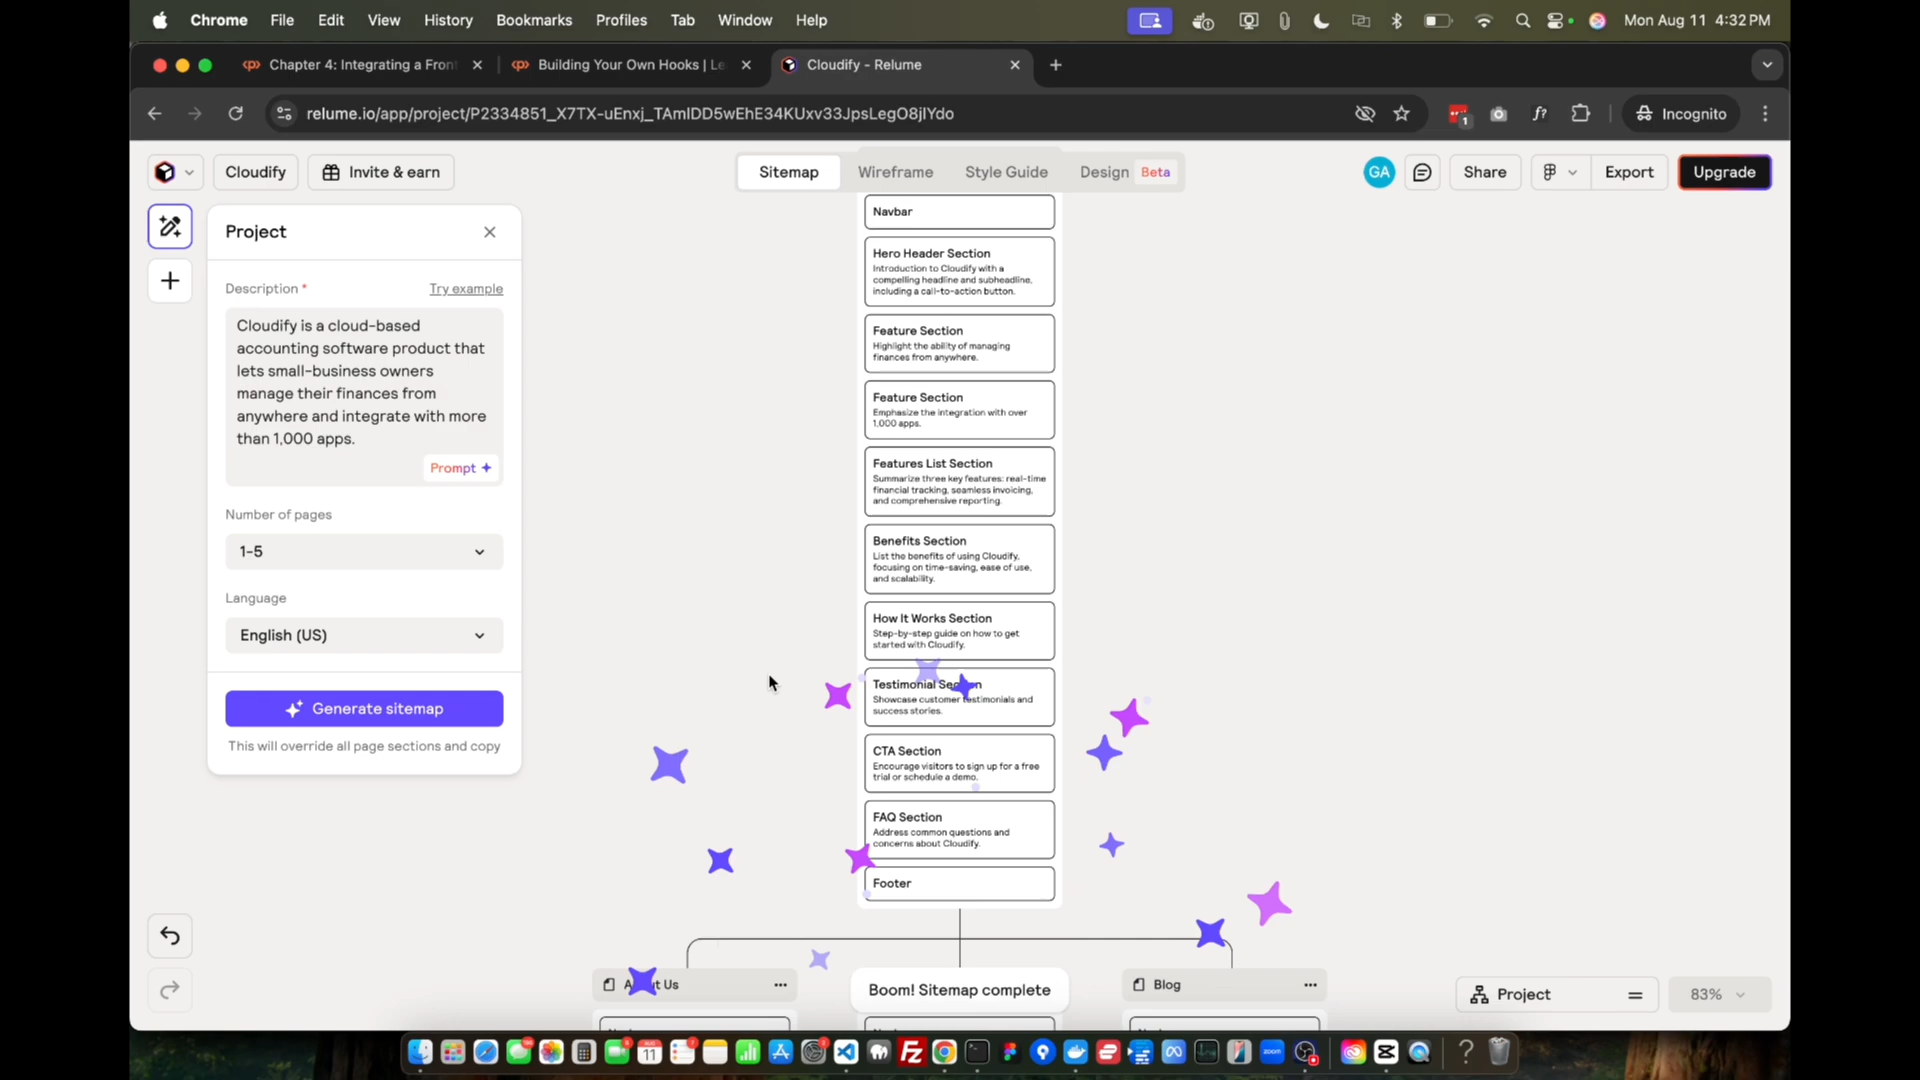 Chrome File Edit View History Bookmarks Profiles Tab Window Help Mon Aug 11 4:32 PM
Chapter 4: Integrating a Fron
Building Your Own Hooks | Le
Cloudify - Relume
relume.io/app/project/P2334851_X7TX-uEnxj_TAmIDD5wEhE34KUxv33JpsLegO8jlYdo
1
f?
Incognito
Cloudify
Invite & earn
Sitemap
Wireframe
Style Guide
Design Beta
GA
Share
Export
Upgrade
Project
Description *
Try example
Cloudify is a cloud-based
accounting software product that
lets small-business owners
manage their finances from
anywhere and integrate with more
than 1,000 apps.
Prompt
Number of pages
1-5
Language
English (US)
Generate sitemap
This will override all page sections and copy
Navbar
Hero Header Section
Introduction to Cloudify with a
compelling headline and subheadline,
including a call-to-action button.
Feature Section
Highlight the ability of managing
finances from anywhere.
Feature Section
Emphasize the integration with over
1,000 apps.
Features List Section
Summarize three key features: real-time
financial tracking, seamless invoicing,
and comprehensive reporting.
Benefits Section
List the benefits of using Cloudify,
focusing on time-saving, ease of use,
and scalability.
How It Works Section
Step-by-step guide on how to get
started with Cloudify.
Testimonial Section
Showcase customer testimonials and
success stories.
CTA Section
Encourage visitors to sign up for a free
trial or schedule a demo.
FAQ Section
Address common questions and
concerns about Cloudify.
Footer
About Us
Boom! Sitemap complete
Blog
Project
83%
AUG
11
zoom